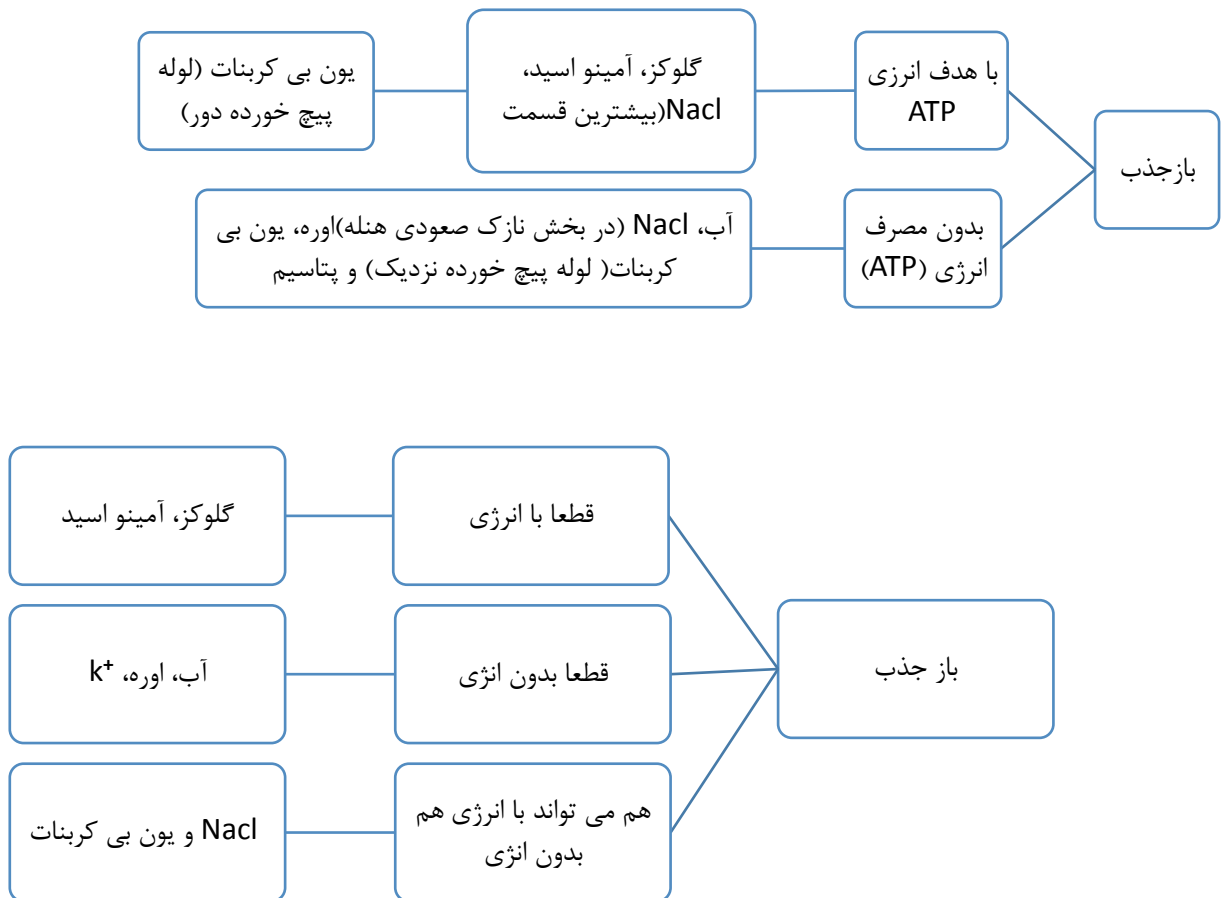 بازجذب
با هدف انرزی
ATP
گلوکز، آمینو اسید،
Nacl(بیشترین قسمت
یون بی کربنات (لوله
پیچ خورده دور)
بدون مصرف
انرژی (ATP)
آب، Nacl (در بخش نازک صعودی هنله)اوره، یون بی
کربنات( لوله پیچ خورده نزدیک) و پتاسیم
باز جذب
قطعا با انرژی
گلوکز، آمینو اسید
قطعا بدون انژی
آب، اوره، k⁺
هم می تواند با انرژی هم
بدون انژی
Nacl و یون بی کربنات